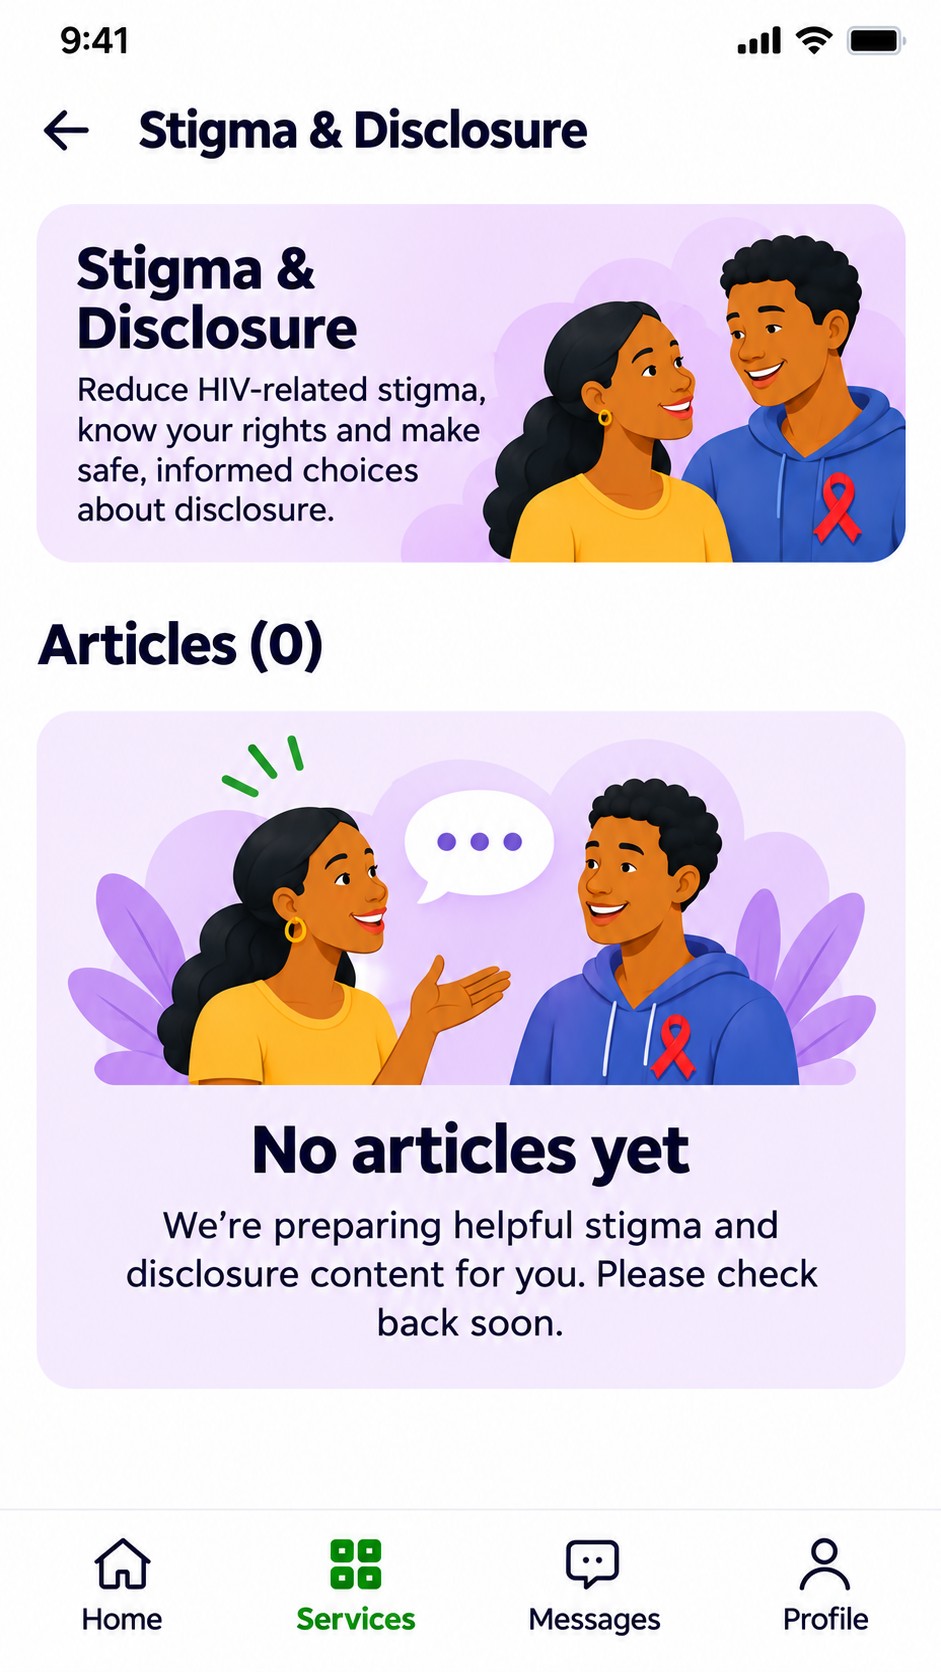 9:41
Stigma & Disclosure
Stigma &
Disclosure
Reduce HIV-related stigma,
know your rights and make
safe, informed choices
about disclosure.
Articles (0)
No articles yet
We’re preparing helpful stigma and
disclosure content for you. Please check
back soon.
Home
Services
Messages
Profile